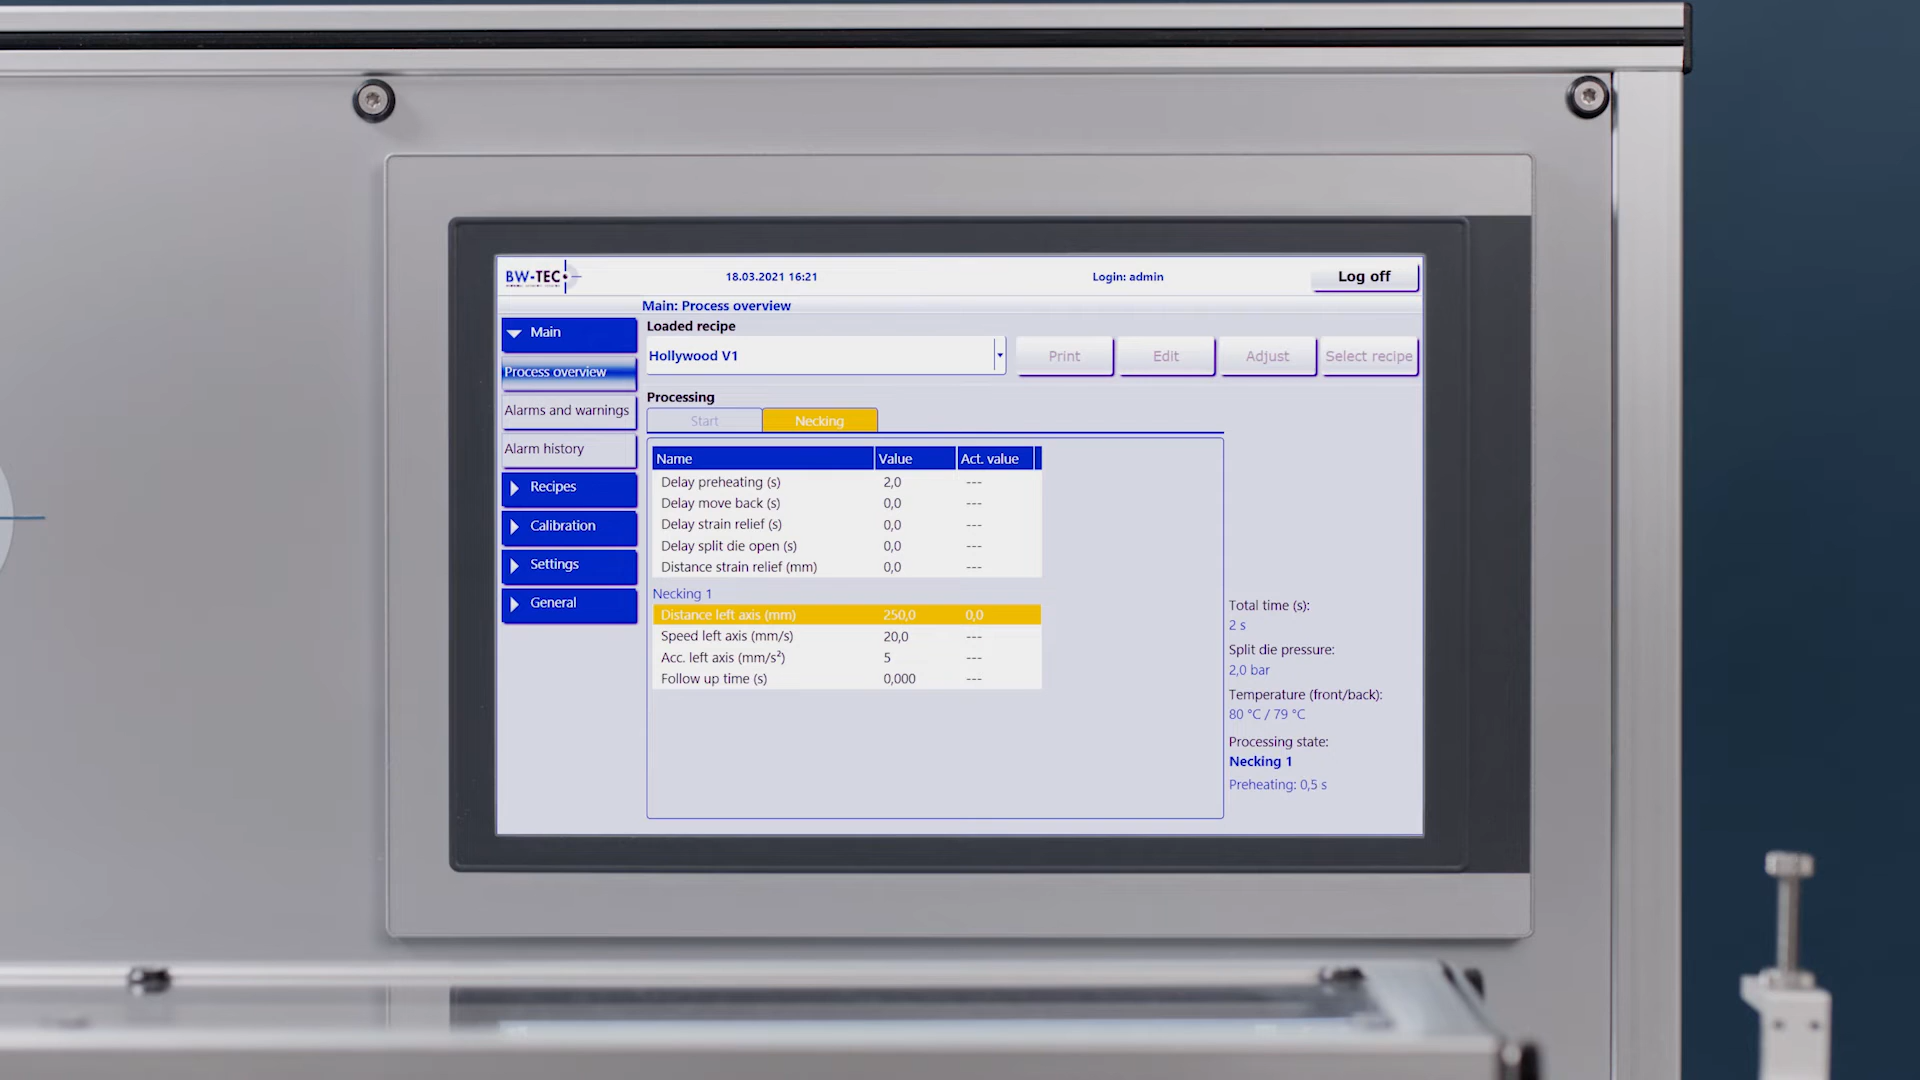 BW-TEC
18.03.2021 16:21
Login: admin
Log off
Main: Process overview
Main
Process overview
Alarms and warnings
Alarm history
Recipes
Calibration
Settings
General
Loaded recipe
Hollywood V1
Print
Edit
Adjust
Select recipe
Processing
Start
Necking
Name Value Act. value
Delay preheating (s) 2,0 ---
Delay move back (s) 0,0 ---
Delay strain relief (s) 0,0 ---
Delay split die open (s) 0,0 ---
Distance strain relief (mm) 0,0 ---
Necking 1
Distance left axis (mm) 250,0 0,0
Speed left axis (mm/s) 20,0 ---
Acc. left axis (mm/s²) 5 ---
Follow up time (s) 0,000 ---
Total time (s):
2 s
Split die pressure:
2,0 bar
Temperature (front/back):
80 °C / 79 °C
Processing state:
Necking 1
Preheating: 0,5 s